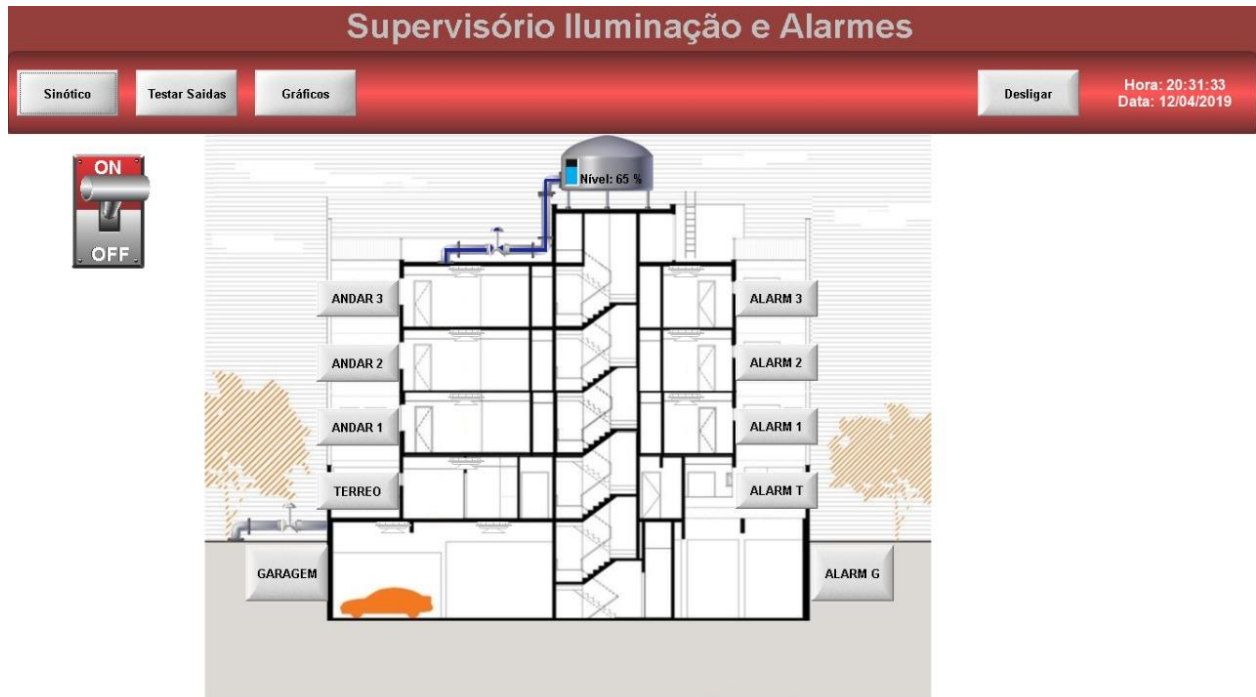 Supervisório Iluminação e Alarmes
Sinótico
Testar Saidas
Gráficos
Desligar
Hora: 20:31:33
Data: 12/04/2019
ON
OFF
Nível: 65 %
ANDAR 3
ALARM 3
ANDAR 2
ALARM 2
ANDAR 1
ALARM 1
TERREO
ALARM T
GARAGEM
ALARM G